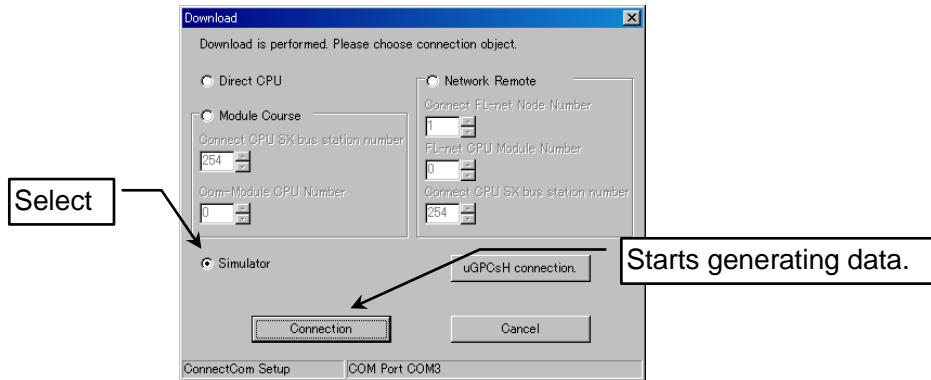 Download
Download is performed. Please choose connection object.
Direct CPU
Module Course
Connect CPU SX bus station number
254
Com-Module CPU Number
0
Network Remote
Connect FL-net Node Number
1
FL-net CPU Module Number
0
Connect CPU SX bus station number
254
Select
Simulator
uGPCsH connection.
Starts generating data.
Connection
Cancel
ConnectCom Setup
COM Port COM3